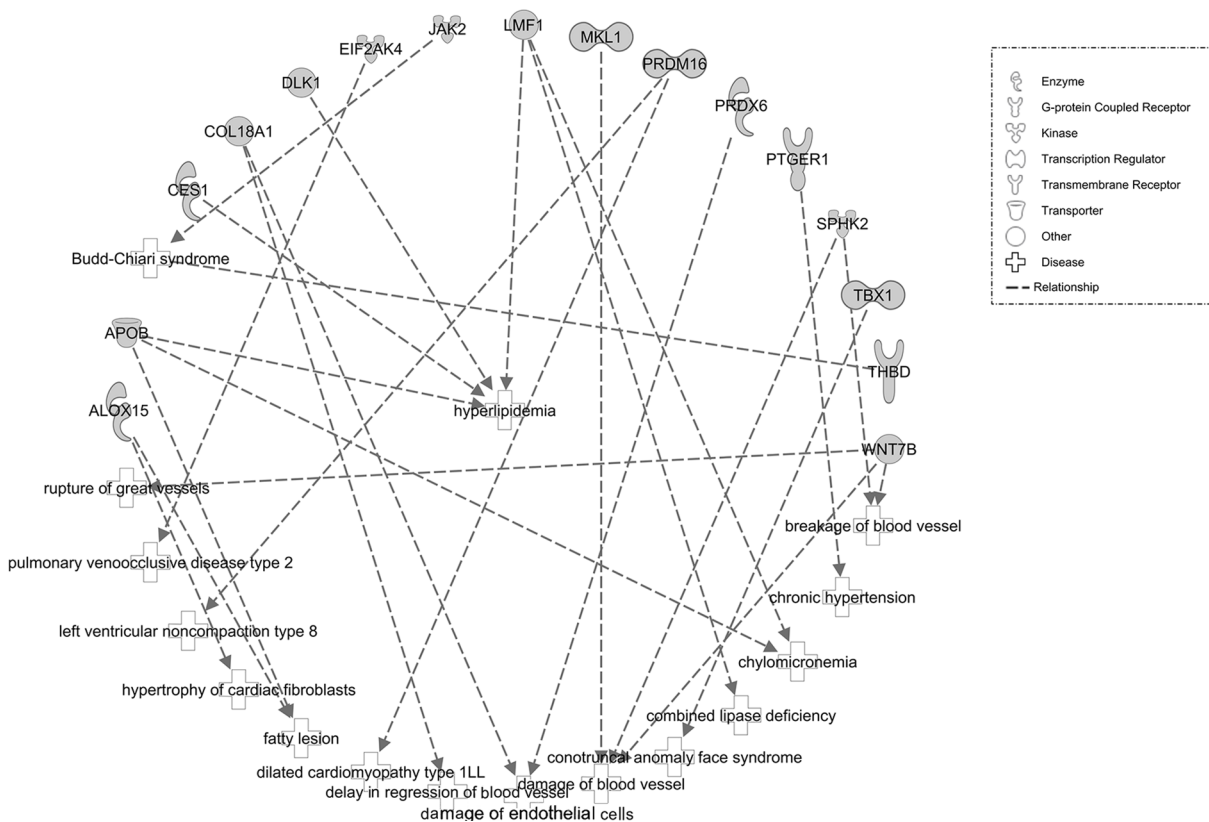 JAK2
LMF1
MKL1
EIF2AK4
PRDM16
DLK1
PRDX6
COL18A1
PTGER1
CES1
SPHK2
Budd-Chiari syndrome
TBX1
APOB
THBD
ALOX15
hyperlipidemia
WNT7B
rupture of great vessels
breakage of blood vessel
pulmonary venoocclusive disease type 2
chronic hypertension
left ventricular noncompaction type 8
chylomicronemia
hypertrophy of cardiac fibroblasts
combined lipase deficiency
fatty lesion
conotruncal anomaly face syndrome
dilated cardiomyopathy type 1LL
damage of blood vessel
delay in regression of blood vessel
damage of endothelial cells
Enzyme
G-protein Coupled Receptor
Kinase
Transcription Regulator
Transmembrane Receptor
Transporter
Other
Disease
Relationship